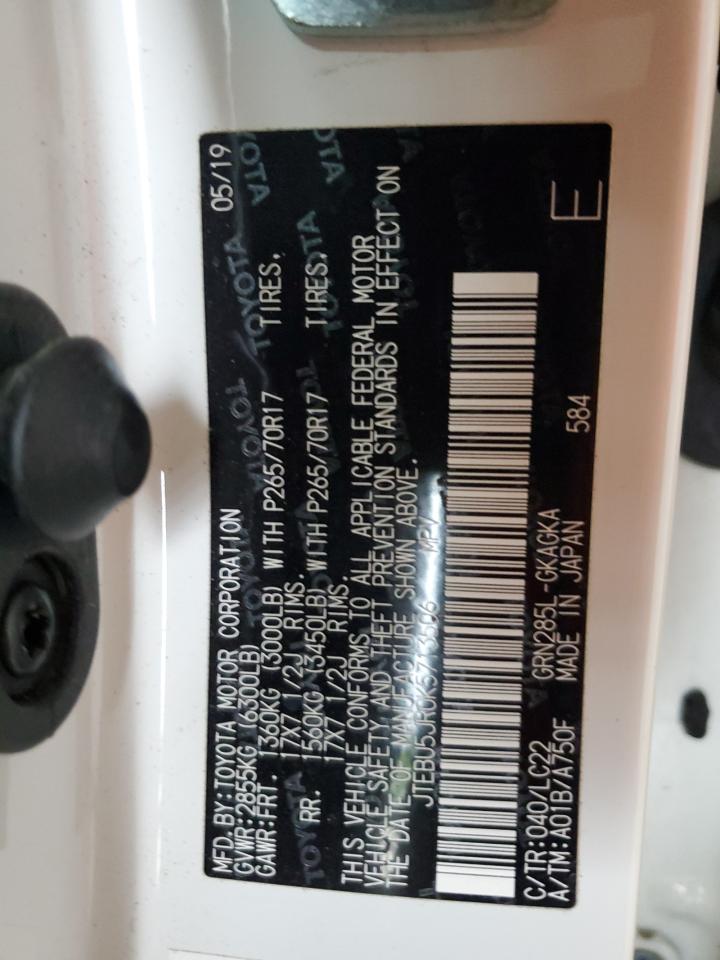 MFD. BY:TOYOTA MOTOR CORPORATION 05/19
GVWR:2855KG (6300LB)
GAWR:FRT. 1360KG (3000LB) WITH P265/70R17 TIRES,
17X7 1/2J RIMS.
RR. 1560KG (3450LB) WITH P265/70R17 TIRES,
17X7 1/2J RIMS.
THIS VEHICLE CONFORMS TO ALL APPLICABLE FEDERAL MOTOR
VEHICLE SAFETY AND THEFT PREVENTION STANDARDS IN EFFECT ON
THE DATE OF MANUFACTURE SHOWN ABOVE.
JTEBU5JR0K5713506 MPV
C/TR:040/LC22 GRN285L-GKAGKA 584 E
A/TM:A01B/A750F MADE IN JAPAN